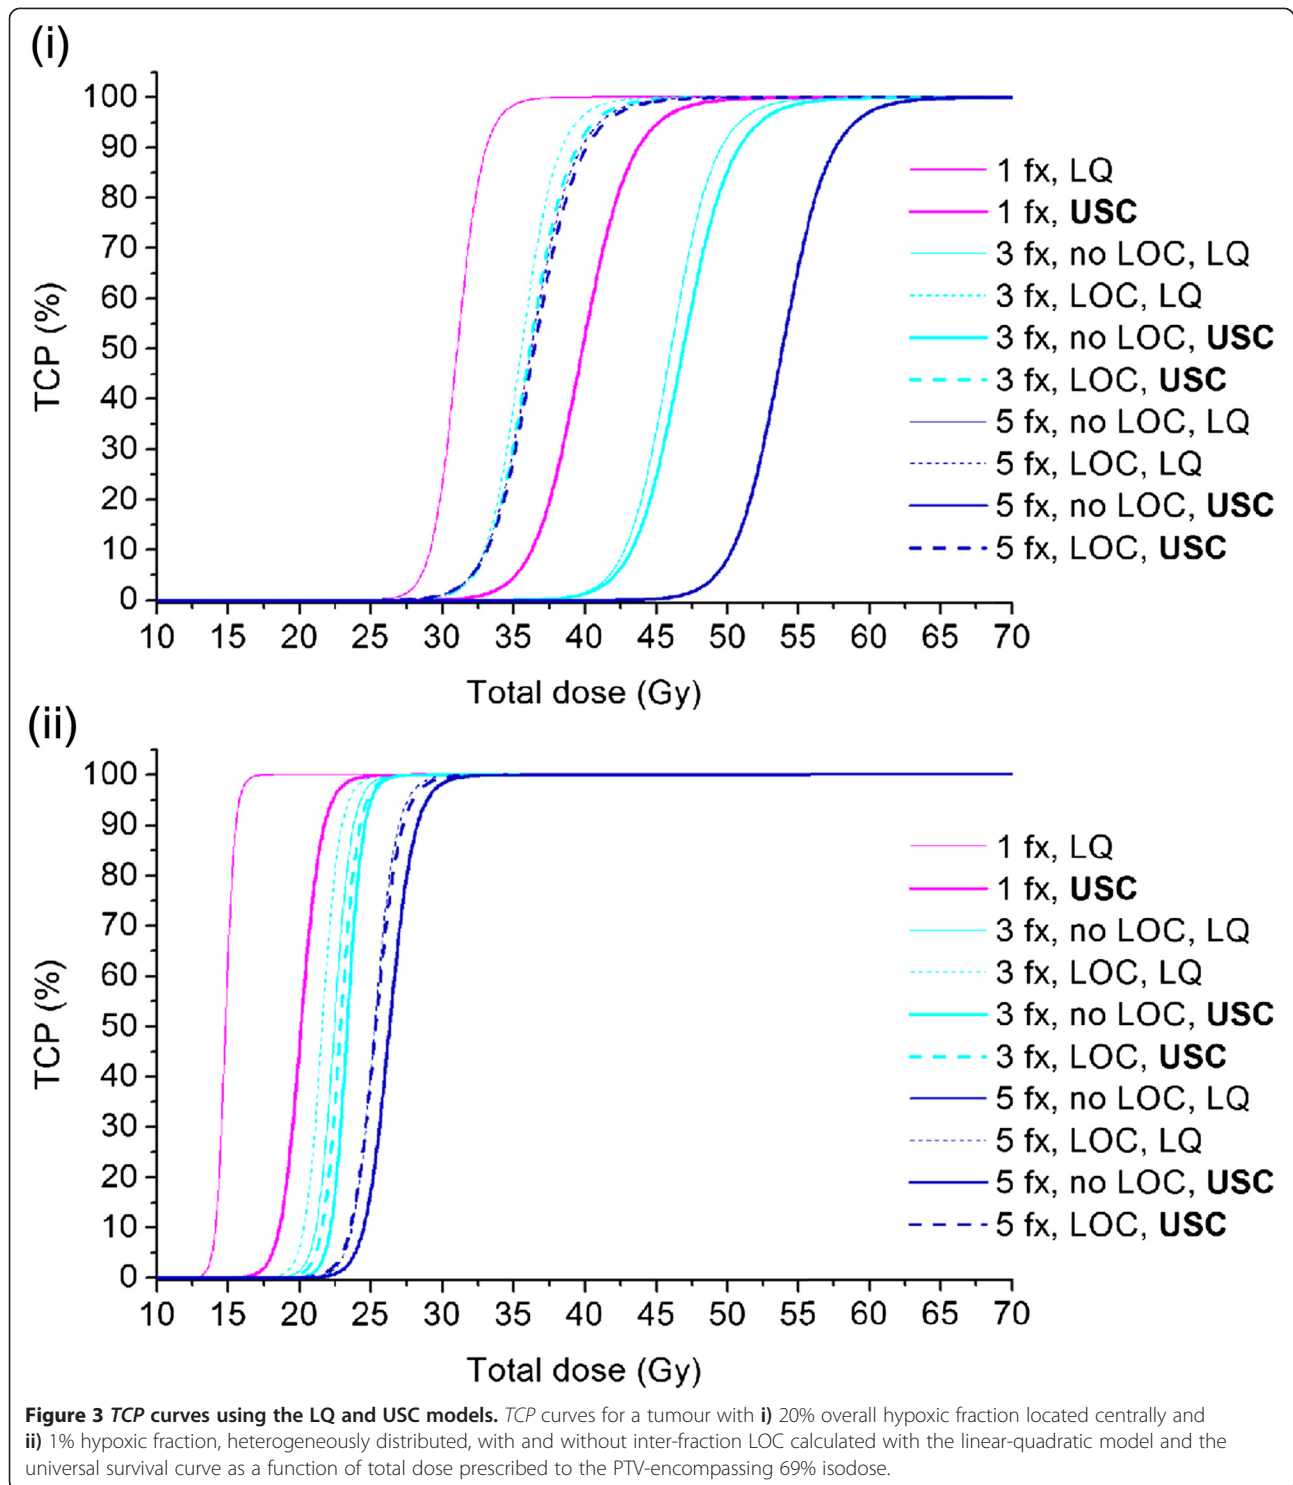 (i)
100
90
80
70
60
50
40
30
20
10
0
TCP (%)
10 15 20 25 30 35 40 45 50 55 60 65 70
Total dose (Gy)
1 fx, LQ
1 fx, USC
3 fx, no LOC, LQ
3 fx, LOC, LQ
3 fx, no LOC, USC
3 fx, LOC, USC
5 fx, no LOC, LQ
5 fx, LOC, LQ
5 fx, no LOC, USC
5 fx, LOC, USC
(ii)
100
90
80
70
60
50
40
30
20
10
0
TCP (%)
10 15 20 25 30 35 40 45 50 55 60 65 70
Total dose (Gy)
1 fx, LQ
1 fx, USC
3 fx, no LOC, LQ
3 fx, LOC, LQ
3 fx, no LOC, USC
3 fx, LOC, USC
5 fx, no LOC, LQ
5 fx, LOC, LQ
5 fx, no LOC, USC
5 fx, LOC, USC
Figure 3 TCP curves using the LQ and USC models. TCP curves for a tumour with i) 20% overall hypoxic fraction located centrally and
ii) 1% hypoxic fraction, heterogeneously distributed, with and without inter-fraction LOC calculated with the linear-quadratic model and the
universal survival curve as a function of total dose prescribed to the PTV-encompassing 69% isodose.